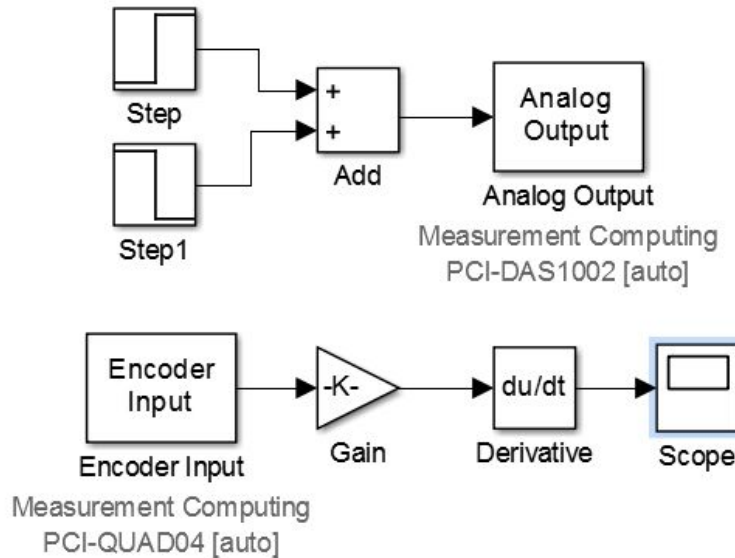 Step
+
+
Add
Analog
Output
Analog Output
Measurement Computing
PCI-DAS1002 [auto]
Step1
Encoder
Input
Encoder Input
Measurement Computing
PCI-QUAD04 [auto]
-K-
Gain
du/dt
Derivative
Scope